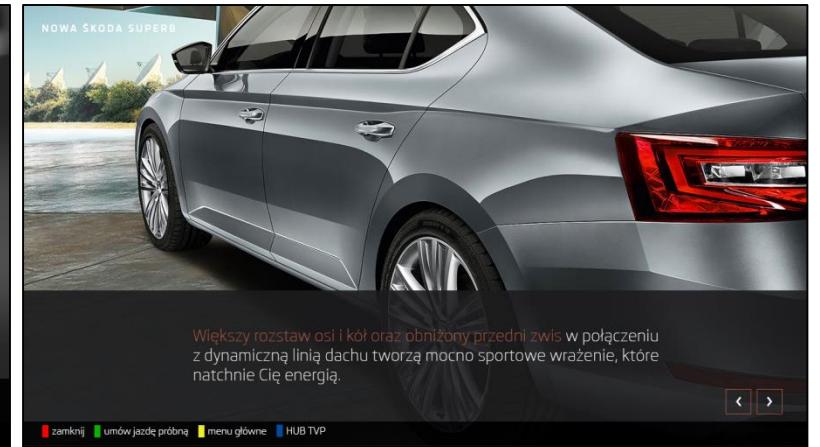 NOWA ŠKODA SUPERB
Większy rozstaw osi i kół oraz obniżony przedni zwis w połączeniu
z dynamiczną linią dachu tworzą mocno sportowe wrażenie, które
natchnie Cię energią.
zamknij umów jazdę próbną menu główne HUB TVP